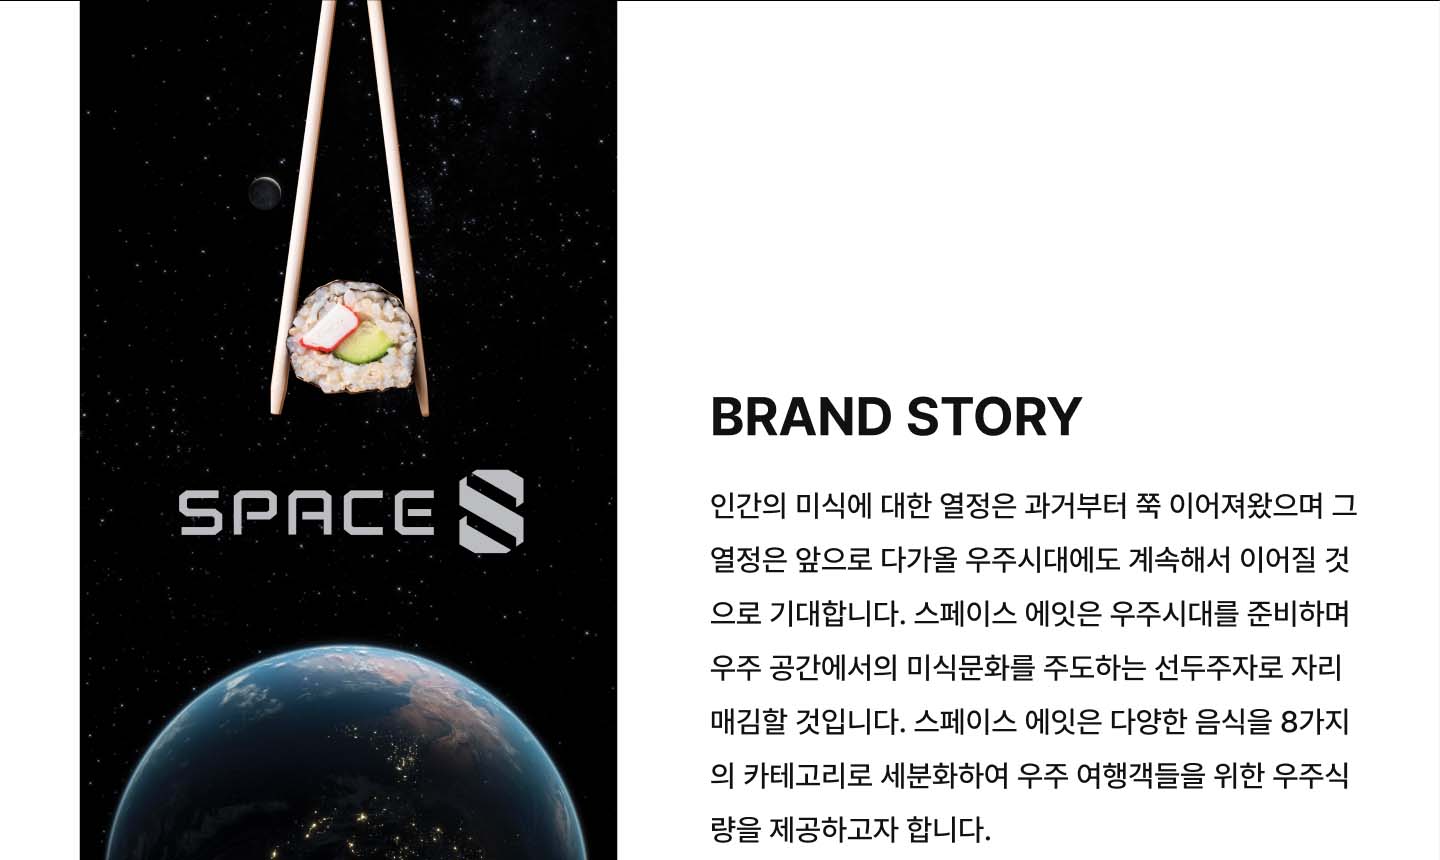 SPACE 8
BRAND STORY
인간의 미식에 대한 열정은 과거부터 쭉 이어져왔으며 그
열정은 앞으로 다가올 우주시대에도 계속해서 이어질 것
으로 기대합니다. 스페이스 에잇은 우주시대를 준비하며
우주 공간에서의 미식문화를 주도하는 선두주자로 자리
매김할 것입니다. 스페이스 에잇은 다양한 음식을 8가지
의 카테고리로 세분화하여 우주 여행객들을 위한 우주식
량을 제공하고자 합니다.